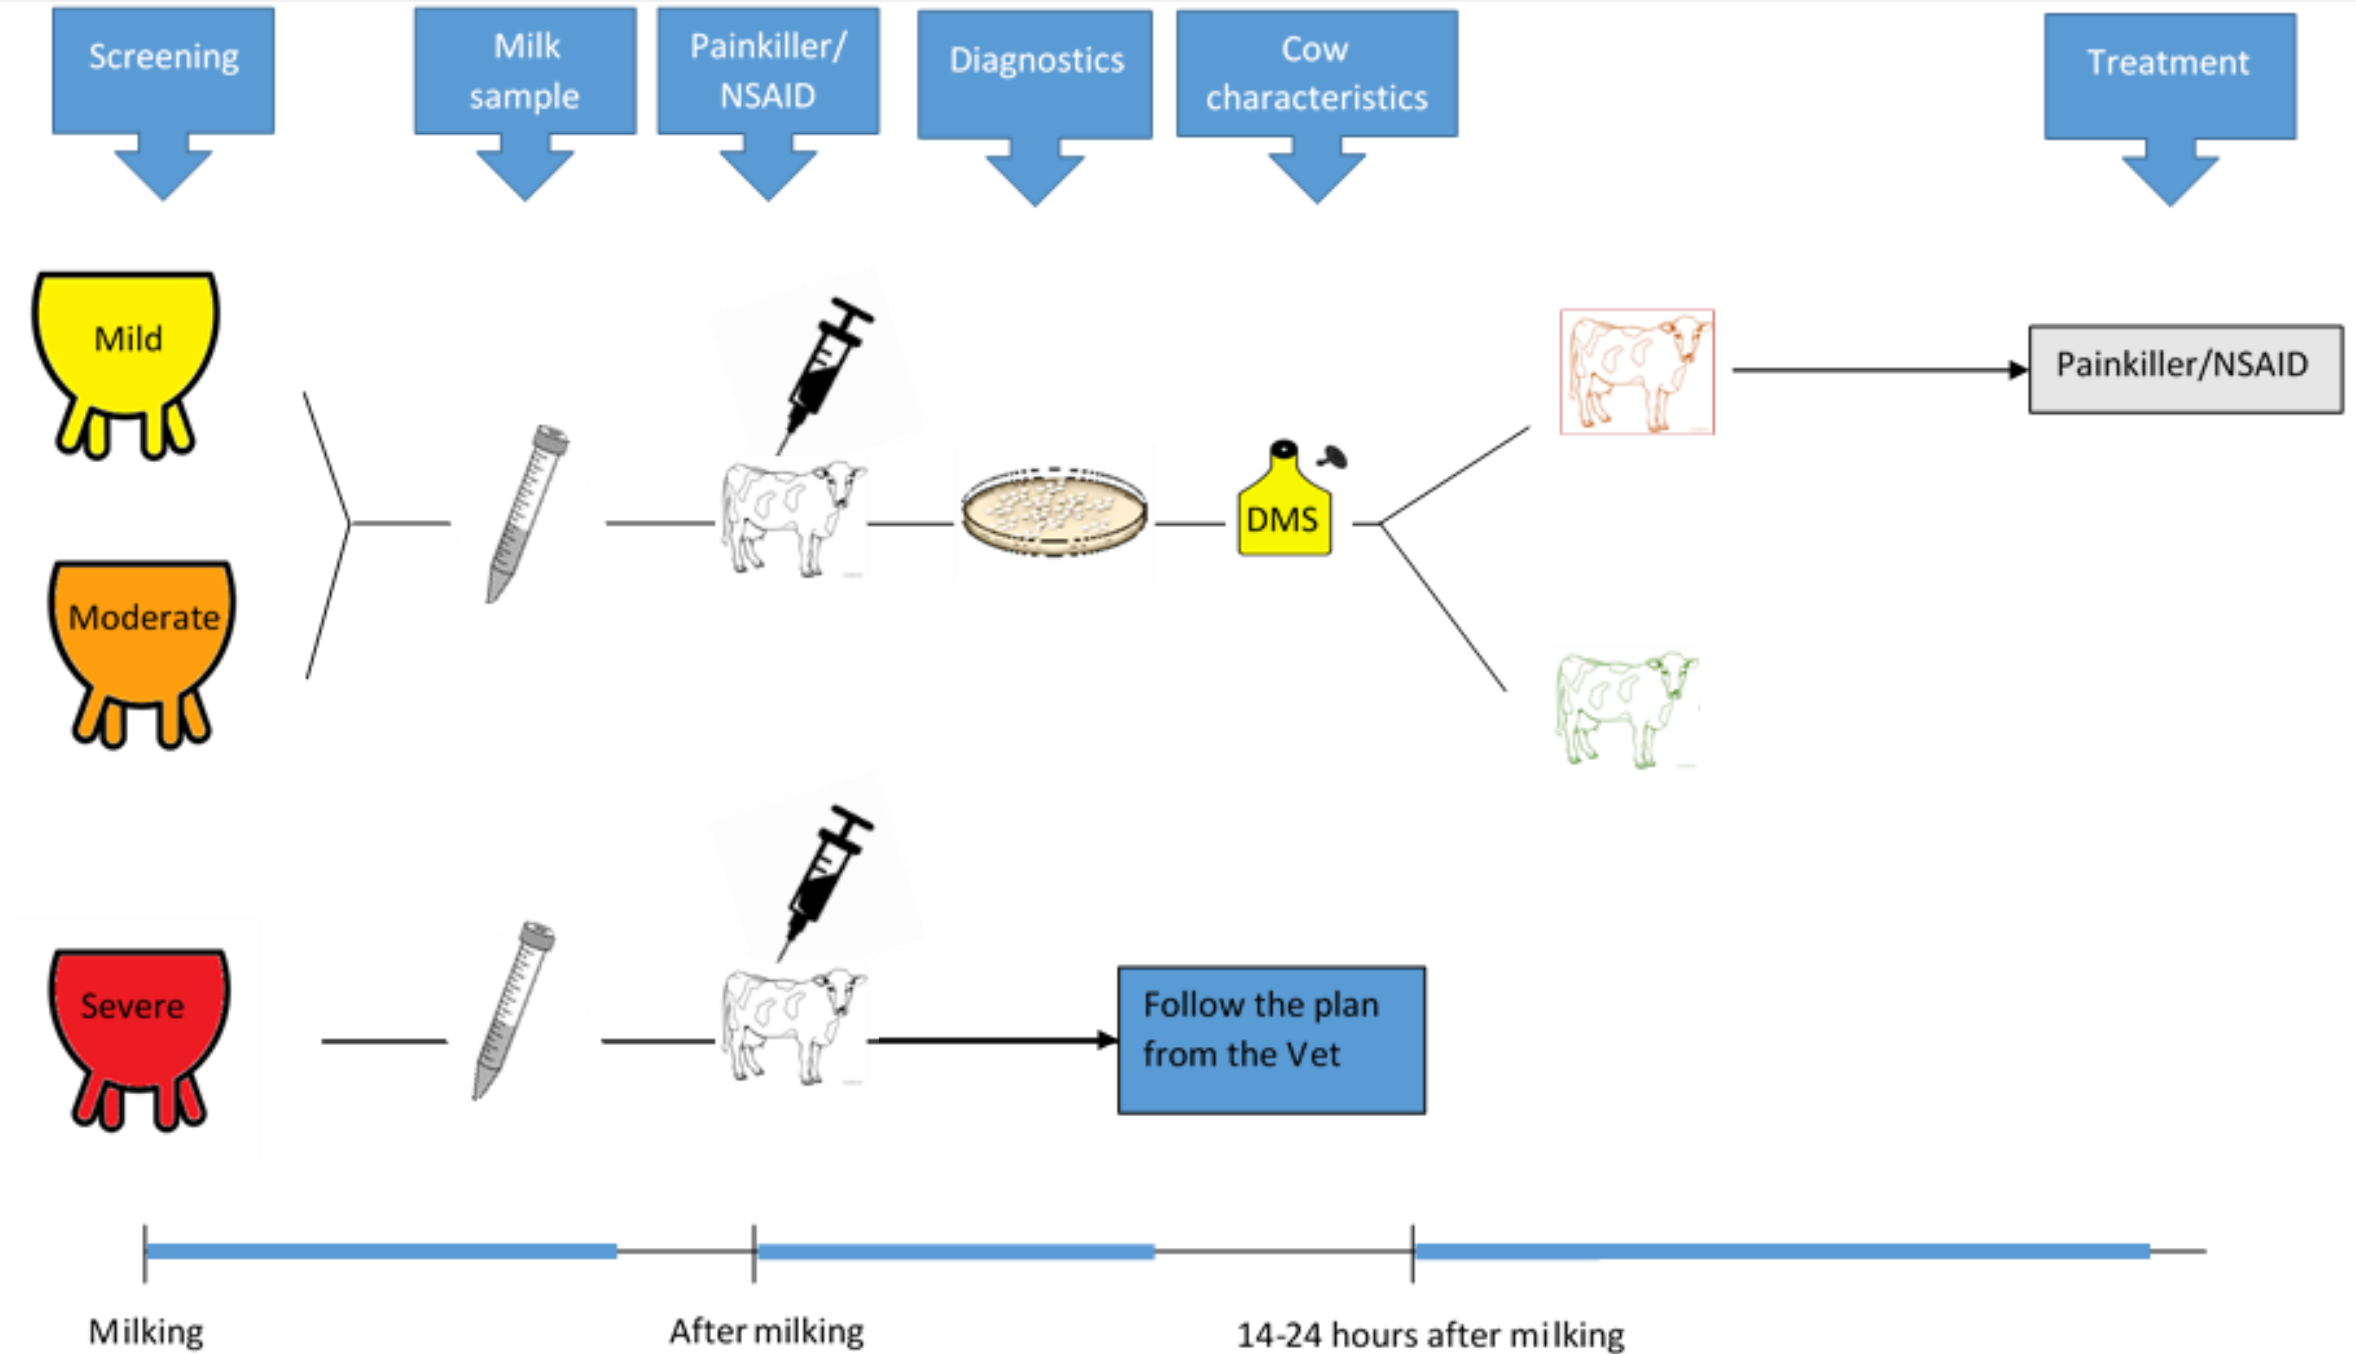 Screening
Milk
sample
Painkiller/
NSAID
Diagnostics
Cow
characteristics
Treatment
Mild
Moderate
DMS
Painkiller/NSAID
Severe
Follow the plan
from the Vet
Milking
After milking
14-24 hours after milking